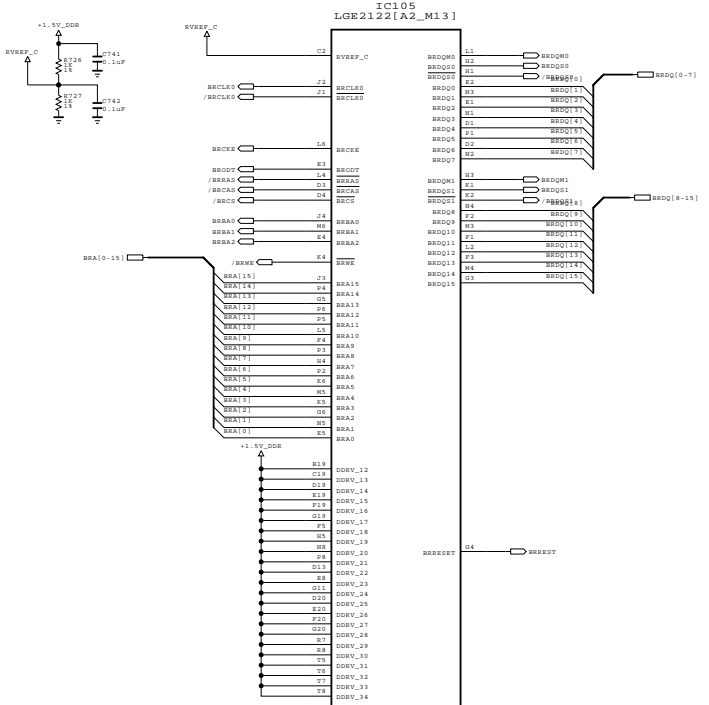 IC105
LGE2122[A2_M13]
+1.5V_DDR
RVREF_C
R726
1K
1%
C741
0.1uF
R727
1K
1%
C742
0.1uF
RVREF_C
C2 RVREF_C
BRCLK0 J2 BRCLK0
/BRCLK0 J1 BRCLK0
BRCKE L6 BRCKE
BRODT E3 BRODT
/BRRAS L4 BRRAS
/BRCAS D3 BRCAS
/BRCS D4 BRCS
BRBA0 J4 BRBA0
BRBA1 M6 BRBA1
BRBA2 E4 BRBA2
/BRWE K4 BRWE
BRA[0-15]
BRA[15] J3 BRA15
BRA[14] P4 BRA14
BRA[13] G5 BRA13
BRA[12] P6 BRA12
BRA[11] P5 BRA11
BRA[10] L5 BRA10
BRA[9] F4 BRA9
BRA[8] P3 BRA8
BRA[7] H4 BRA7
BRA[6] P2 BRA6
BRA[5] K6 BRA5
BRA[4] M5 BRA4
BRA[3] K5 BRA3
BRA[2] G6 BRA2
BRA[1] N5 BRA1
BRA[0] E5 BRA0
+1.5V_DDR
B19 DDRV_12
C19 DDRV_13
D19 DDRV_14
E19 DDRV_15
F19 DDRV_16
G19 DDRV_17
F5 DDRV_18
H5 DDRV_19
N8 DDRV_20
P8 DDRV_21
D13 DDRV_22
E8 DDRV_23
G11 DDRV_24
D20 DDRV_25
E20 DDRV_26
F20 DDRV_27
G20 DDRV_28
R7 DDRV_29
R8 DDRV_30
T5 DDRV_31
T6 DDRV_32
T7 DDRV_33
T8 DDRV_34
BRDQM0 L1 BRDQM0
BRDQS0 H2 BRDQS0
BRDQS0 H1 /BRDQS0
BRDQ[0-7]
BRDQ0 E2 BRDQ[0]
BRDQ1 N3 BRDQ[1]
BRDQ2 E1 BRDQ[2]
BRDQ3 N1 BRDQ[3]
BRDQ4 D1 BRDQ[4]
BRDQ5 P1 BRDQ[5]
BRDQ6 D2 BRDQ[6]
BRDQ7 N2 BRDQ[7]
BRDQM1 H3 BRDQM1
BRDQS1 K1 BRDQS1
BRDQS1 K2 /BRDQS1
BRDQ[8-15]
BRDQ8 N4 BRDQ[8]
BRDQ9 F2 BRDQ[9]
BRDQ10 M3 BRDQ[10]
BRDQ11 F1 BRDQ[11]
BRDQ12 L2 BRDQ[12]
BRDQ13 F3 BRDQ[13]
BRDQ14 M4 BRDQ[14]
BRDQ15 G3 BRDQ[15]
BRRESET G4 BRREST